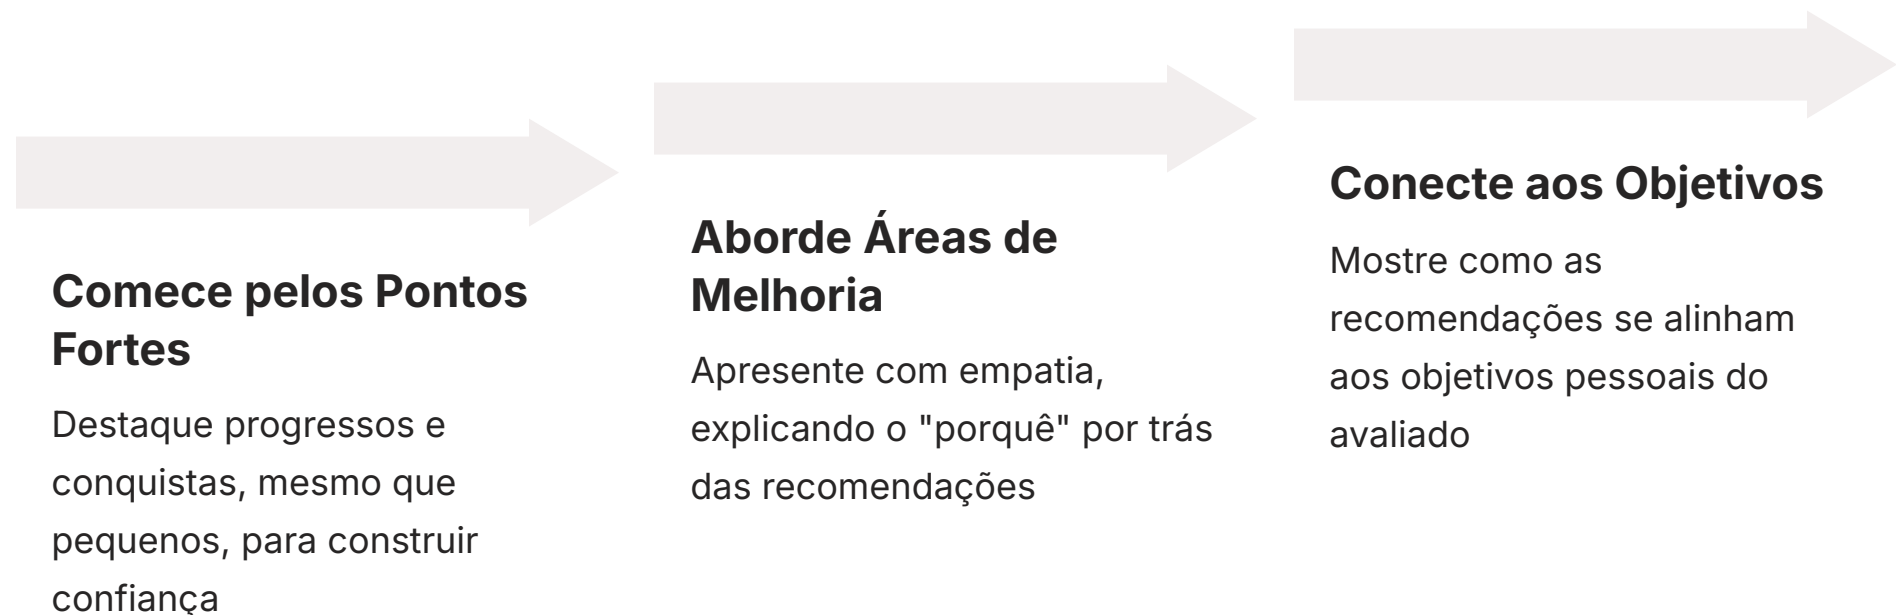 Comece pelos Pontos
Fortes
Destaque progressos e
conquistas, mesmo que
pequenos, para construir
confiança
Aborde Áreas de
Melhoria
Apresente com empatia,
explicando o "porquê" por trás
das recomendações
Conecte aos Objetivos
Mostre como as
recomendações se alinham
aos objetivos pessoais do
avaliado